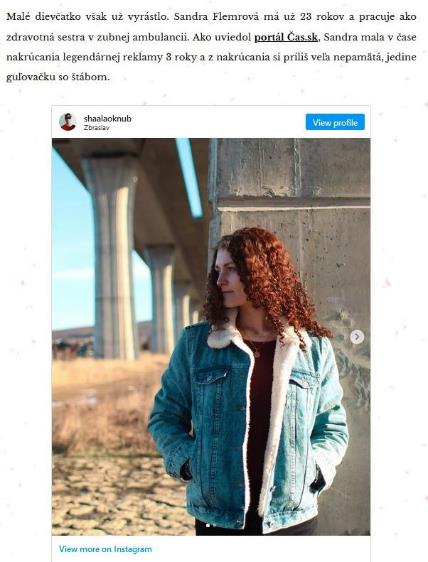 Malé dievčatko však už vyrástlo. Sandra Flemrová má už 23 rokov a pracuje ako
zdravotná sestra v zubnej ambulancii. Ako uviedol portál Čas.sk, Sandra mala v čase
nakrúcania legendárnej reklamy 3 roky a z nakrúcania si príliš veľa nepamätá, jedine
guľovačku so štábom.
shaalaoknub
Zbraslav
View profile
View more on Instagram